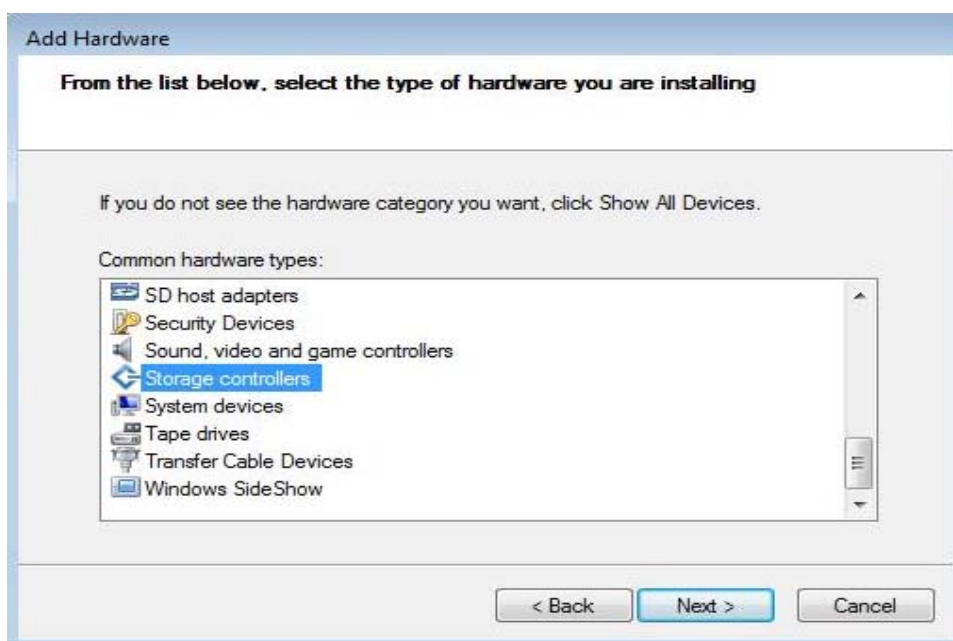 Add Hardware
From the list below, select the type of hardware you are installing
If you do not see the hardware category you want, click Show All Devices.
Common hardware types:
SD host adapters
Security Devices
Sound, video and game controllers
Storage controllers
System devices
Tape drives
Transfer Cable Devices
Windows SideShow
< Back Next > Cancel